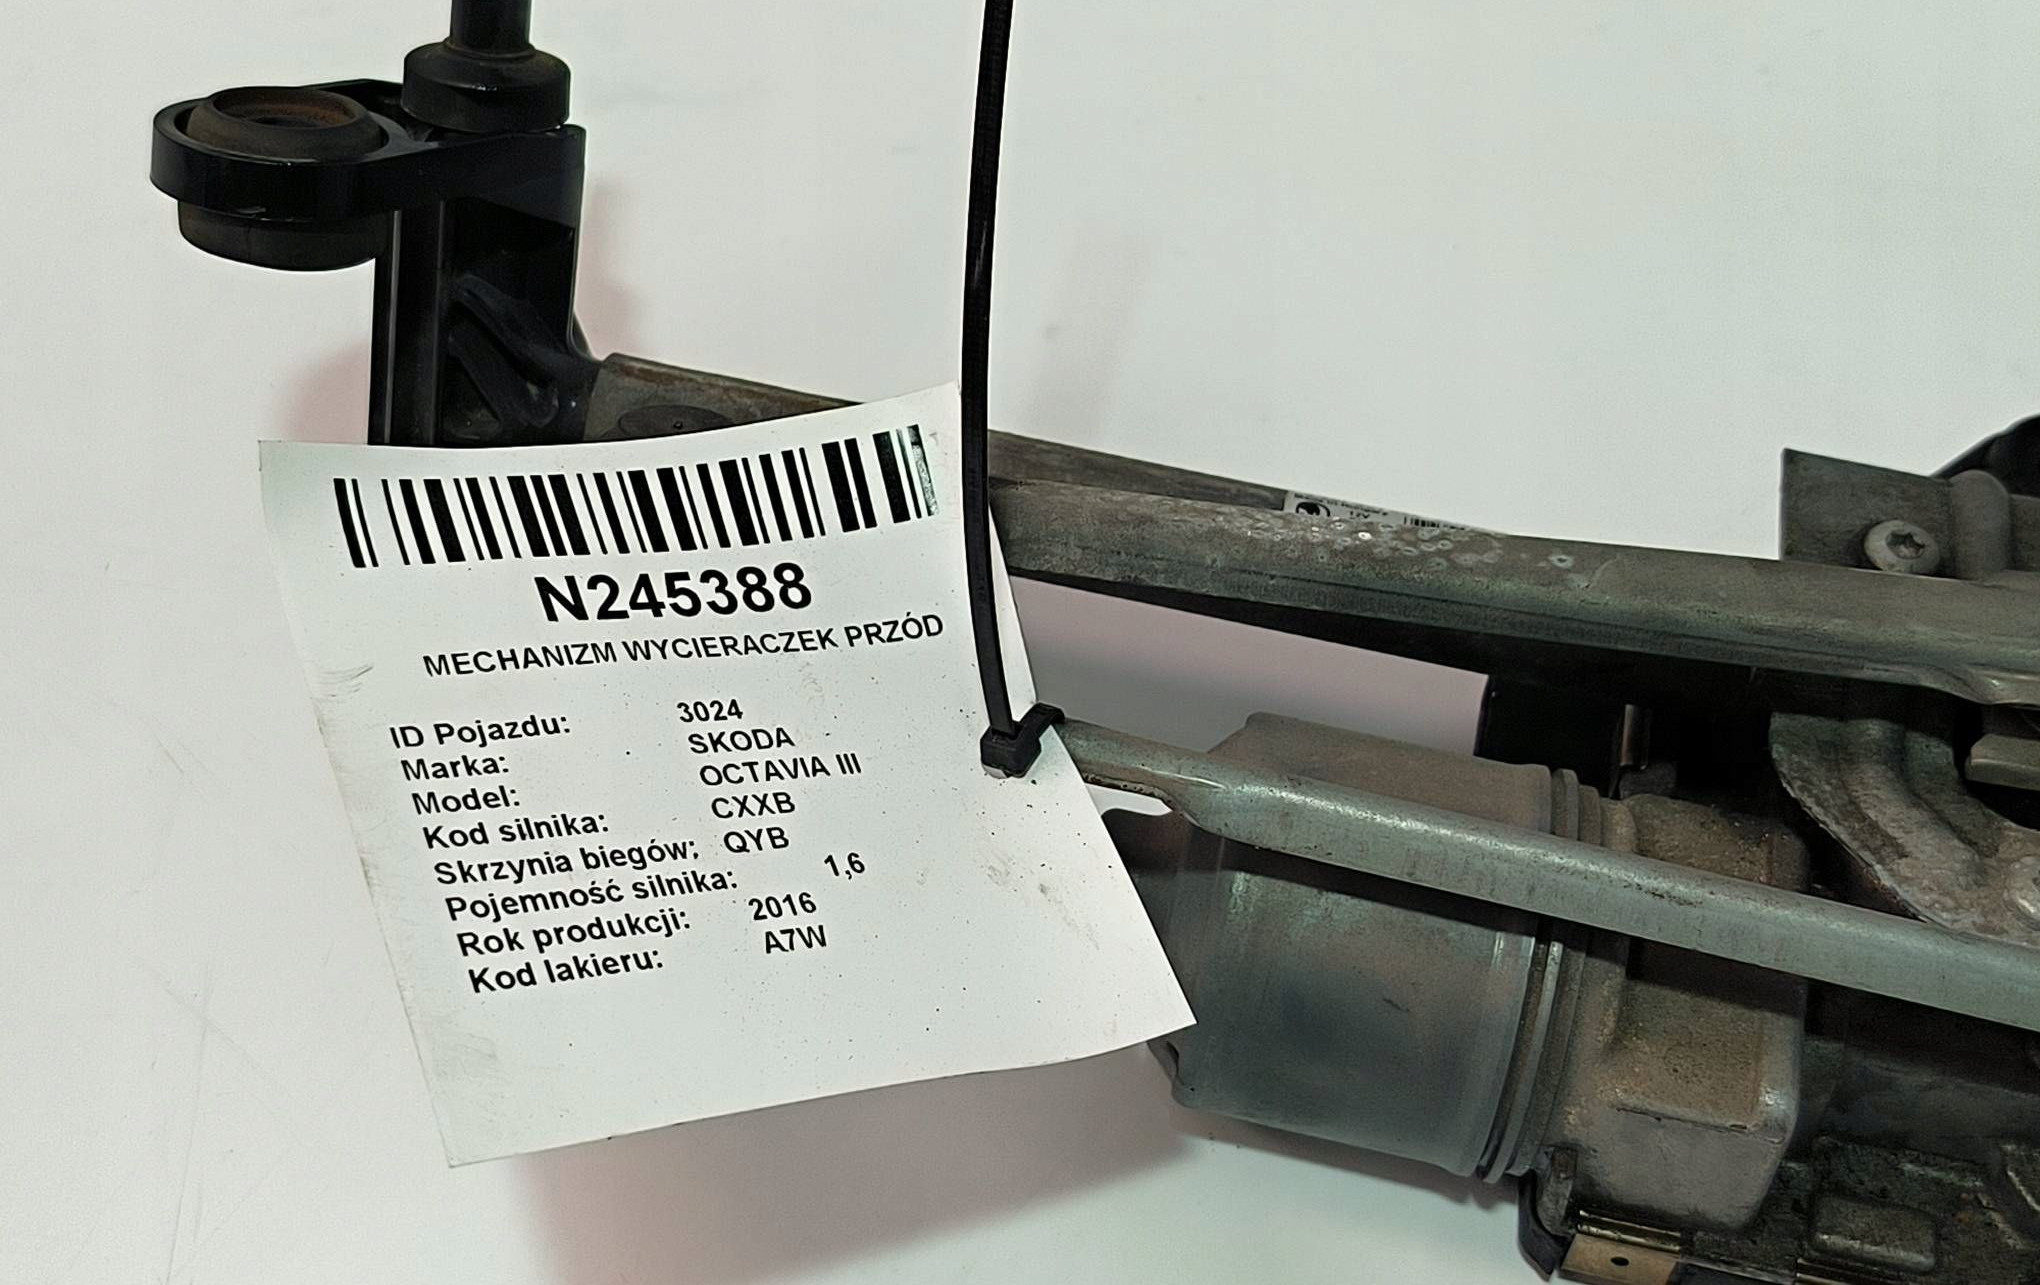 N245388
MECHANIZM WYCIERACZEK PRZÓD
ID Pojazdu: 3024
Marka: SKODA
Model: OCTAVIA III
Kod silnika: CXXB
Skrzynia biegów: QYB
Pojemność silnika: 1,6
Rok produkcji: 2016
Kod lakieru: A7W